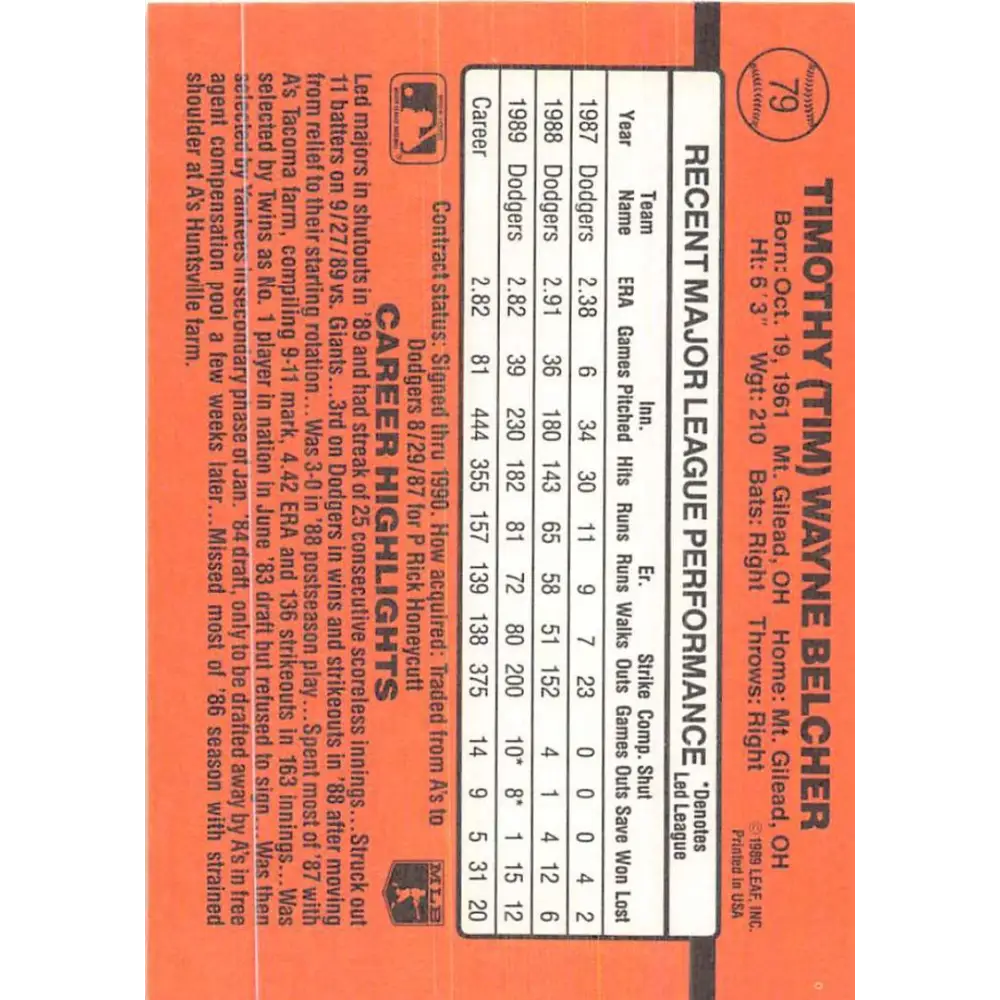 79
TIMOTHY (TIM) WAYNE BELCHER
Born: Oct. 19, 1961 Mt. Gilead, OH Home: Mt. Gilead, OH
Ht: 6'3" Wgt: 210 Bats: Right Throws: Right
© 1989 LEAF, INC.
Printed in USA
RECENT MAJOR LEAGUE PERFORMANCE
*Denotes
Led League
Team Inn. Er. Strike Comp. Shut
Year Name ERA Games Pitched Hits Runs Runs Walks Outs Games Outs Save Won Lost
1987 Dodgers 2.38 6 34 30 11 9 7 23 0 0 0 4 2
1988 Dodgers 2.91 36 180 143 65 58 51 152 4 1 4 12 6
1989 Dodgers 2.82 39 230 182 81 72 80 200 10* 8* 1 15 12
Career 2.82 81 444 355 157 139 138 375 14 9 5 31 20
Contract status: Signed thru 1990. How acquired: Traded from A's to
Dodgers 8/29/87 for P Rick Honeycutt
MLB
CAREER HIGHLIGHTS
Led majors in shutouts in '89 and had streak of 25 consecutive scoreless innings...Struck out
11 batters on 9/27/89 vs. Giants...3rd on Dodgers in wins and strikeouts in '88 after moving
from relief to their starting rotation...Was 3-0 in '88 postseason play...Spent most of '87 with
A's Tacoma farm, compiling 9-11 mark, 4.42 ERA and 136 strikeouts in 163 innings...Was
selected by Twins as No. 1 player in nation in June '83 draft but refused to sign...Was then
selected by Yankees in secondary phase of Jan. '84 draft, only to be drafted away by A's in free
agent compensation pool a few weeks later...Missed most of '86 season with strained
shoulder at A's Huntsville farm.